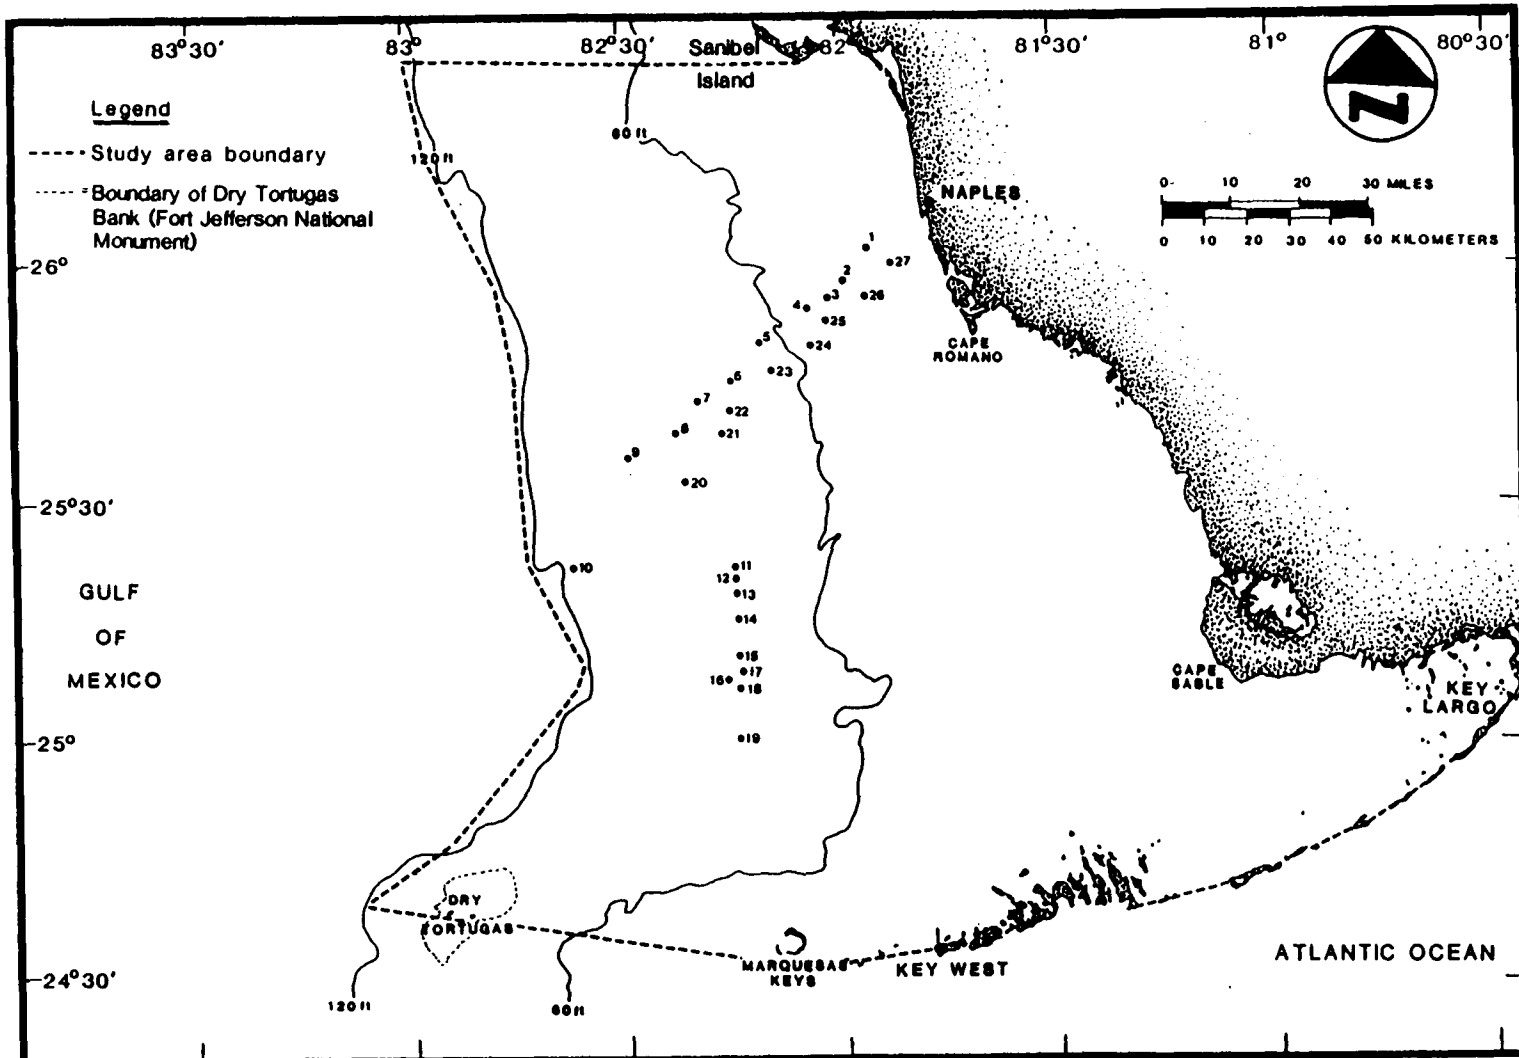 83°30′
83°
82°30′
82°
81°30′
81°
80°30′
Sanibel
Island
Legend
Study area boundary
Boundary of Dry Tortugas
Bank (Fort Jefferson National
Monument)
N
120 ft
60 ft
NAPLES
0 10 20 30 MILES
0 10 20 30 40 50 KILOMETERS
26°
1
27
2
3
26
4
25
5
24
CAPE
ROMANO
23
6
7
22
8
21
9
20
25°30′
10
11
12
13
14
15
17
16
18
19
GULF
OF
MEXICO
CAPE
SABLE
KEY
LARGO
25°
DRY
TORTUGAS
MARQUESAS
KEYS
KEY WEST
ATLANTIC OCEAN
24°30′
120 ft
60 ft